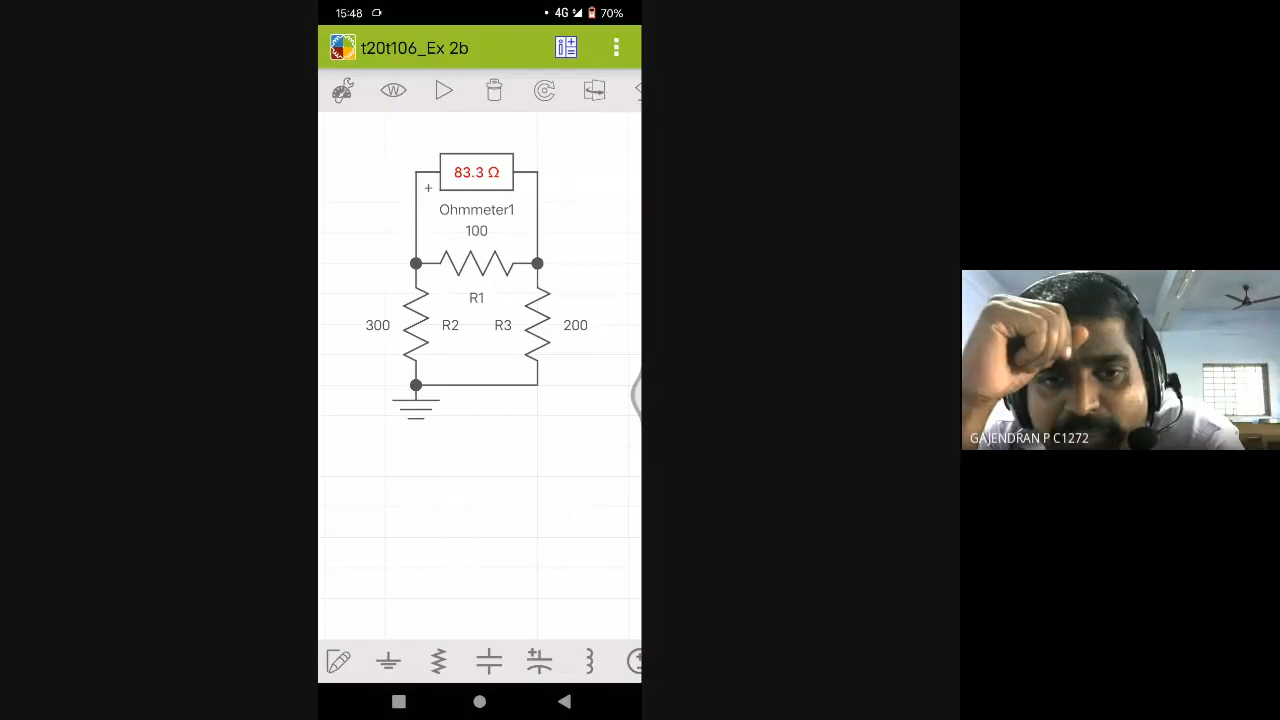 15:48 4G 70%
t20t106_Ex 2b
W
83.3 Ω
+
Ohmmeter1
100
R1
300 R2 R3 200
GAJENDRAN P C1272